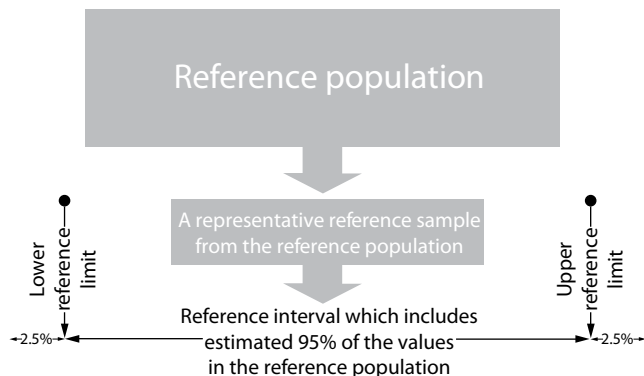 Reference population
A representative reference sample
from the reference population
Lower
reference
limit
Upper
reference
limit
2.5%
Reference interval which includes
estimated 95% of the values
in the reference population
2.5%